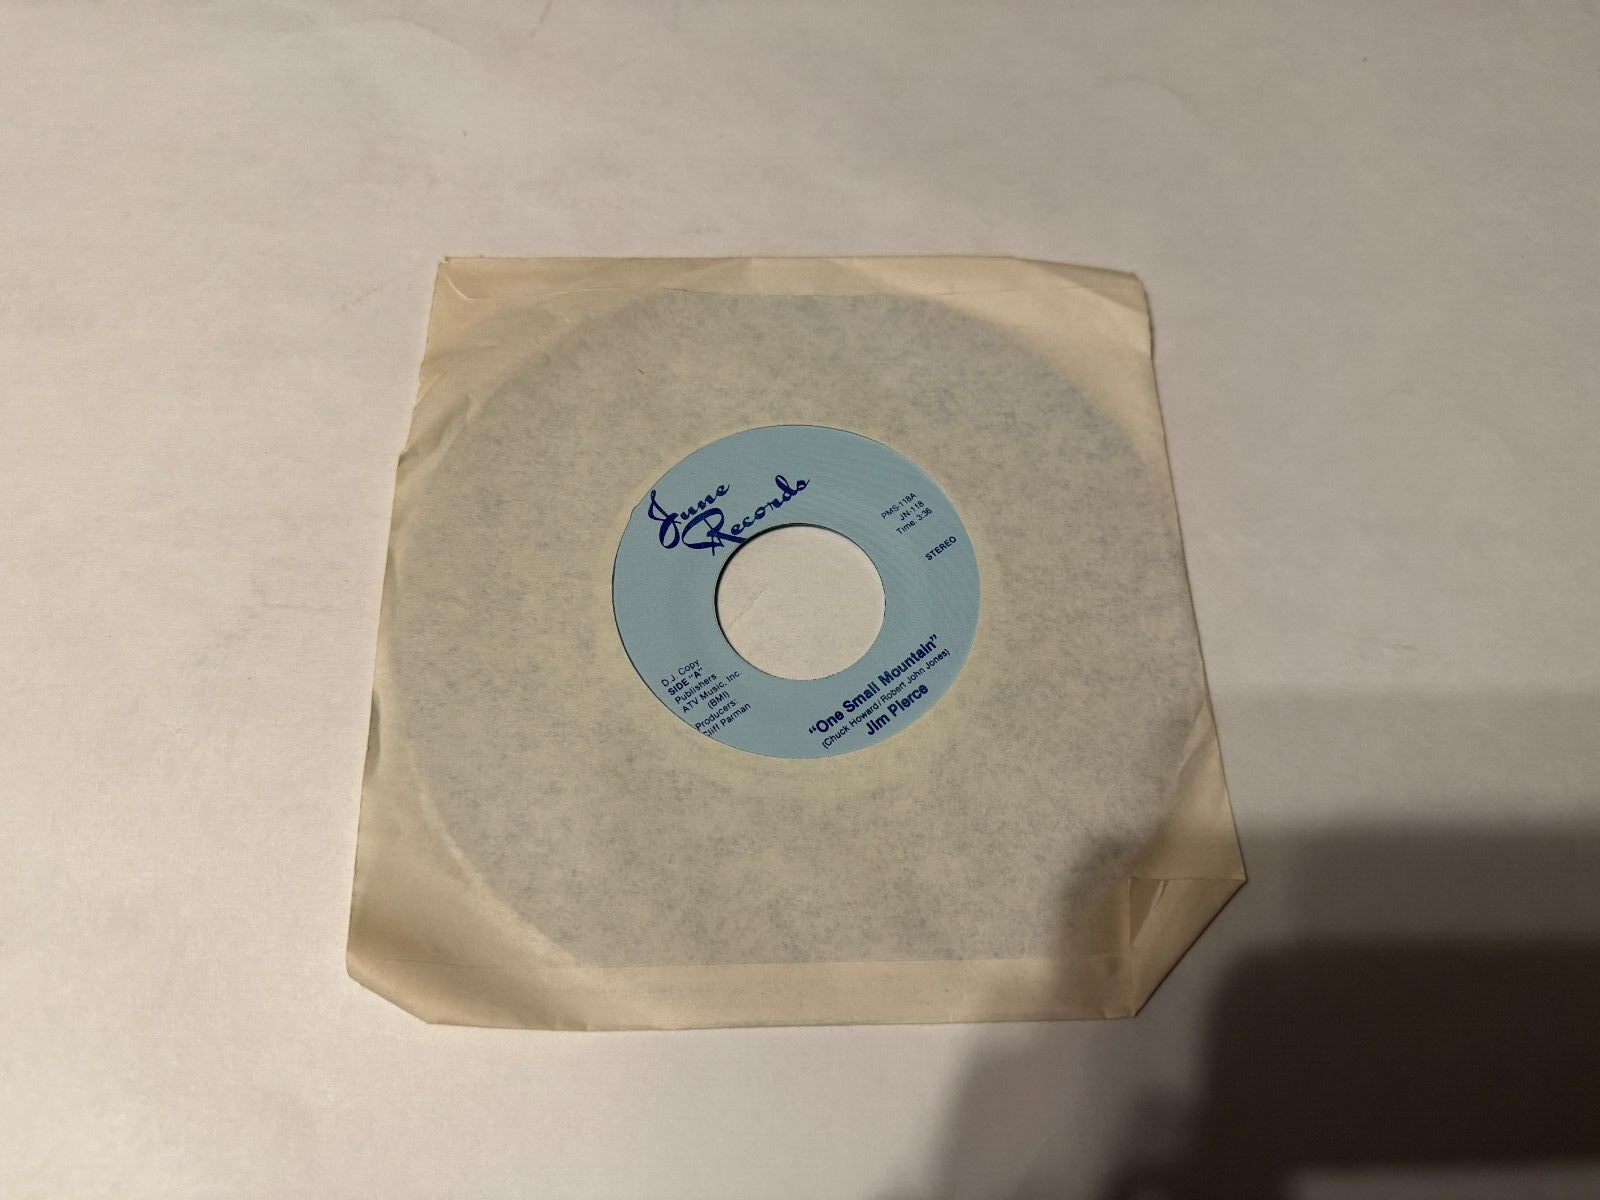 June
Records
PMS-118A
JN-118
Time. 3:36
STEREO
D.J. Copy
SIDE "A"
Publishers
ATV Music, Inc.
(BMI)
Producers.
Cliff Parman
"One Small Mountain"
(Chuck Howard/Robert John Jones)
Jim Pierce